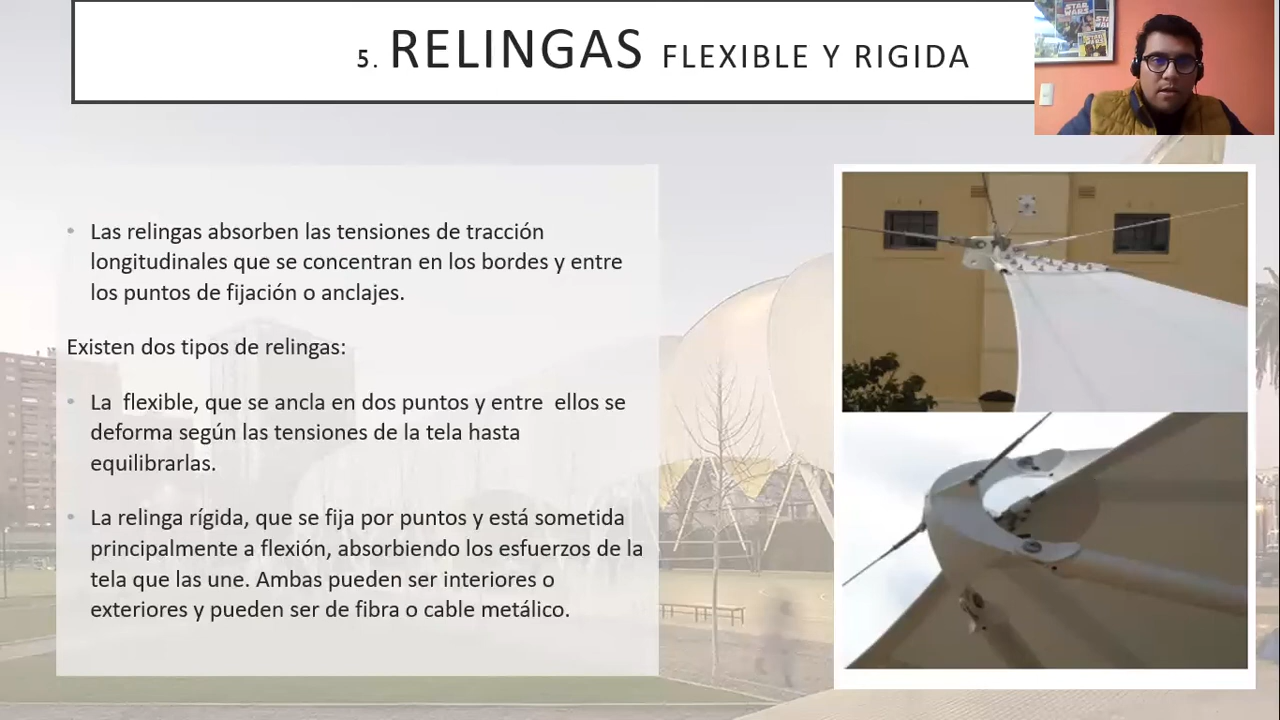 5. RELINGAS FLEXIBLE Y RIGIDA
STAR WARS
STAR WARS
• Las relingas absorben las tensiones de tracción
longitudinales que se concentran en los bordes y entre
los puntos de fijación o anclajes.
Existen dos tipos de relingas:
• La flexible, que se ancla en dos puntos y entre ellos se
deforma según las tensiones de la tela hasta
equilibrarlas.
• La relinga rígida, que se fija por puntos y está sometida
principalmente a flexión, absorbiendo los esfuerzos de la
tela que las une. Ambas pueden ser interiores o
exteriores y pueden ser de fibra o cable metálico.